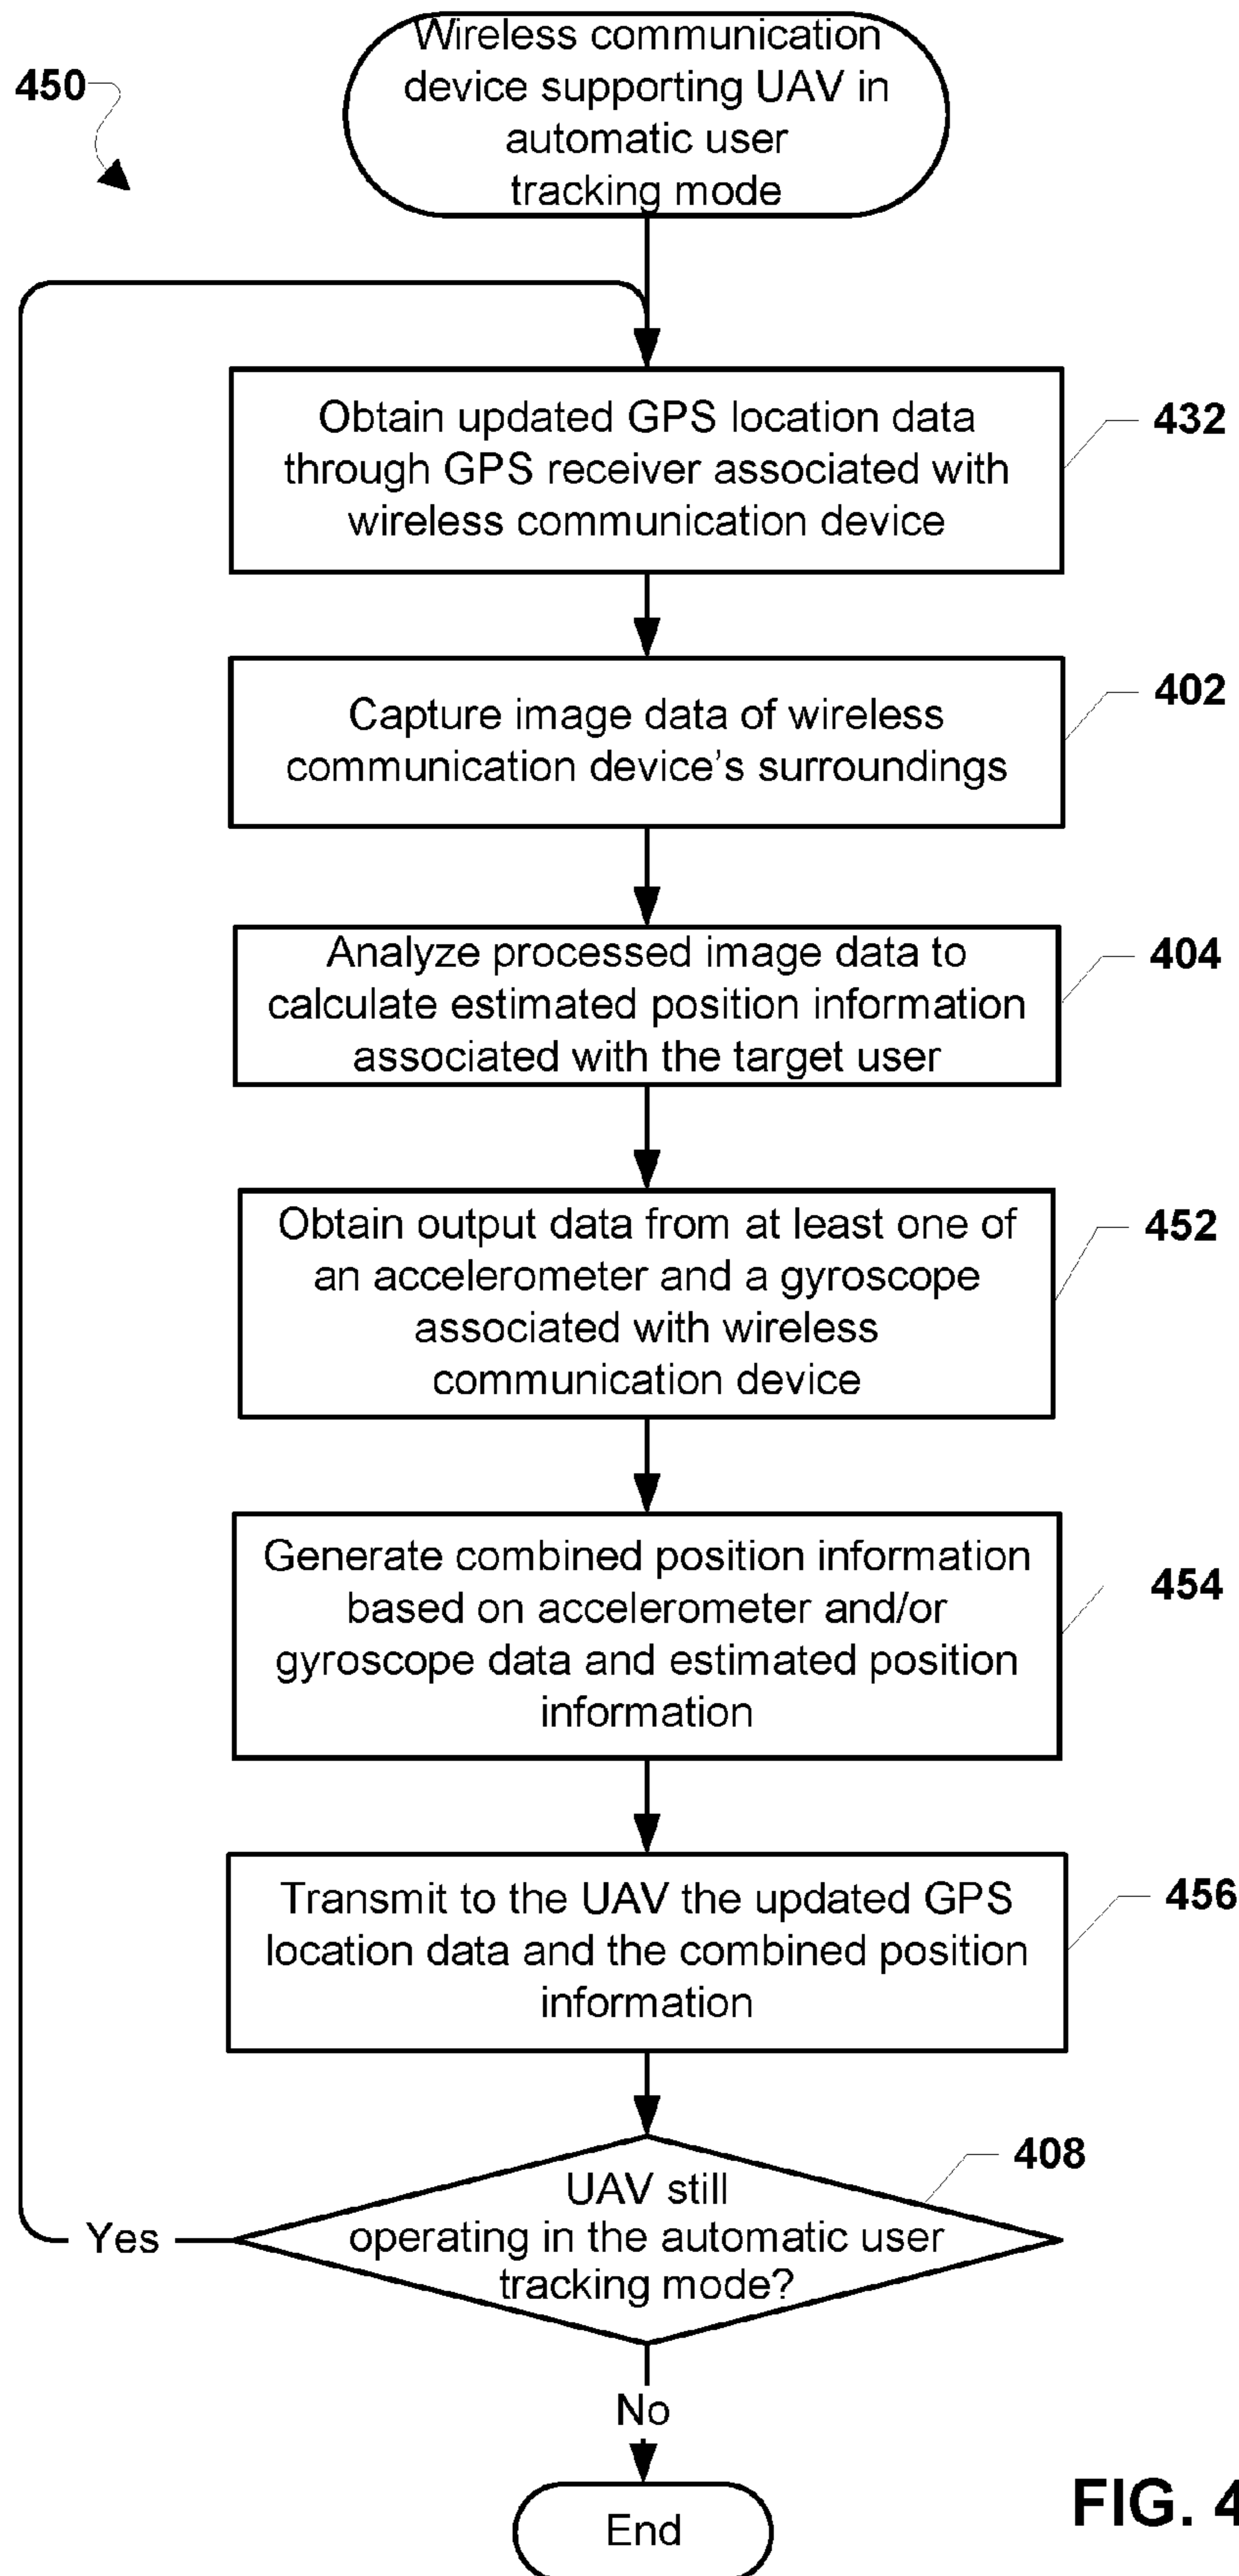 Wireless communication
device supporting UAV in
automatic user
tracking mode
450
Obtain updated GPS location data
through GPS receiver associated with
wireless communication device
432
Capture image data of wireless
communication device's surroundings
402
Analyze processed image data to
calculate estimated position information
associated with the target user
404
Obtain output data from at least one of
an accelerometer and a gyroscope
associated with wireless
communication device
452
Generate combined position information
based on accelerometer and/or
gyroscope data and estimated position
information
454
Transmit to the UAV the updated GPS
location data and the combined position
information
456
UAV still
operating in the automatic user
tracking mode?
408
Yes
No
End
FIG. 4